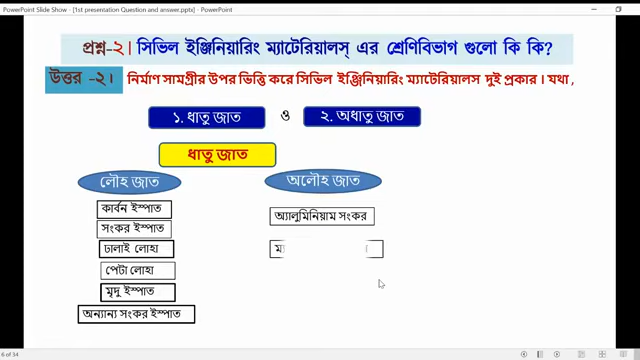 PowerPoint Slide Show - [1st presentation Question and answer.pptx] - PowerPoint
প্রশ্ন-২। সিভিল ইঞ্জিনিয়ারিং ম্যাটেরিয়ালস্ এর শ্রেণিবিভাগ গুলো কি কি?
উত্তর -২। নির্মাণ সামগ্রীর উপর ভিত্তি করে সিভিল ইঞ্জিনিয়ারিং ম্যাটেরিয়ালস দুই প্রকার । যথা ,
১. ধাতু জাত ও ২. অধাতু জাত
ধাতু জাত
লৌহ জাত অলৌহ জাত
কার্বন ইস্পাত
অ্যালুমিনিয়াম সংকর
সংকর ইস্পাত
ঢালাই লোহা
পেটা লোহা
মৃদু ইস্পাত
অন্যান্য সংকর ইস্পাত
6 of 34